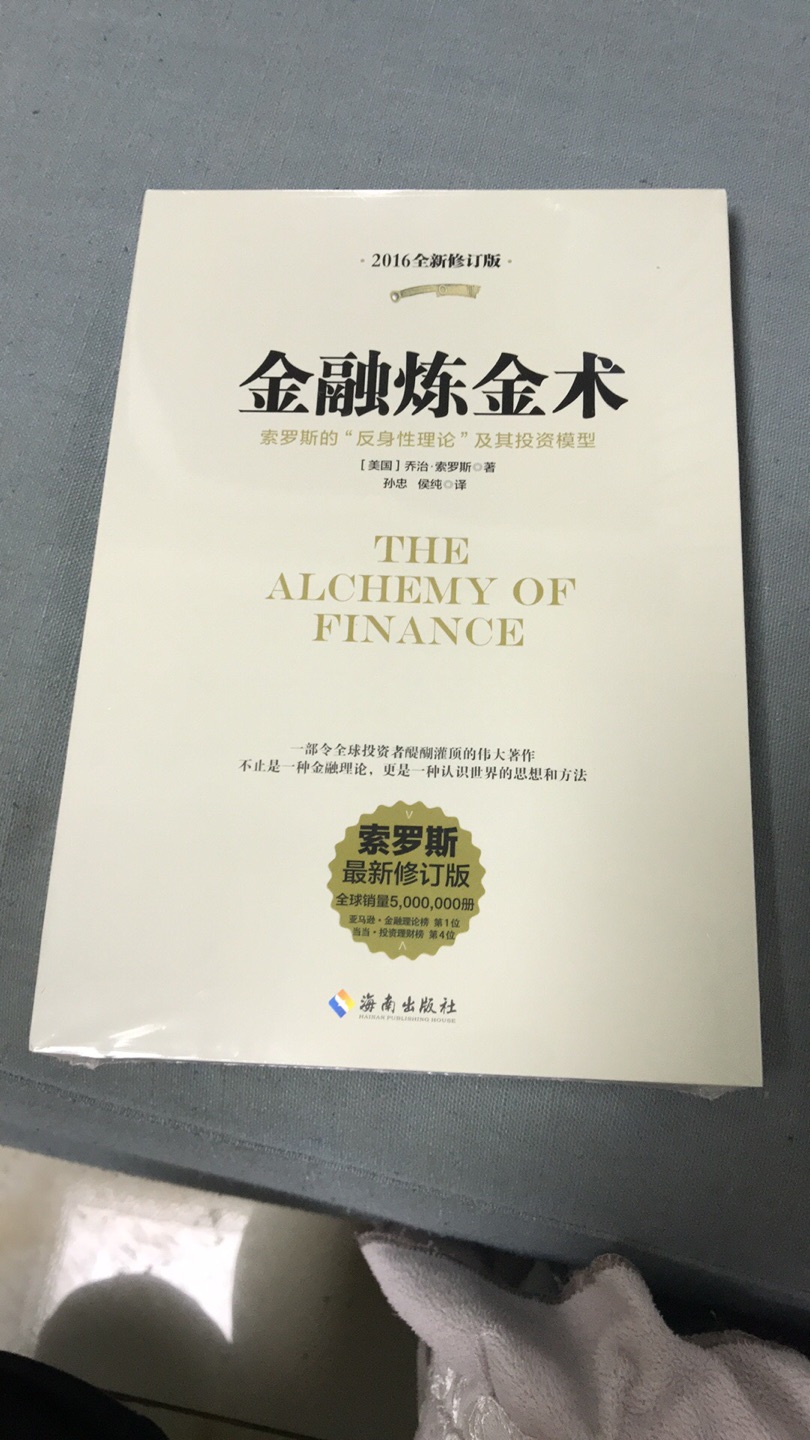 ·2016全新修订版·
金融炼金术
索罗斯的“反身性理论”及其投资模型
［美国］乔治·索罗斯◎著
孙忠 侯纯◎译
THE
ALCHEMY OF
FINANCE
一部令全球投资者醍醐灌顶的伟大著作
不止是一种金融理论，更是一种认识世界的思想和方法
索罗斯
最新修订版
全球销量5,000,000册
亚马逊·金融理论榜 第1位
当当·投资理财榜 第4位
海南出版社
HAINAN PUBLISHING HOUSE